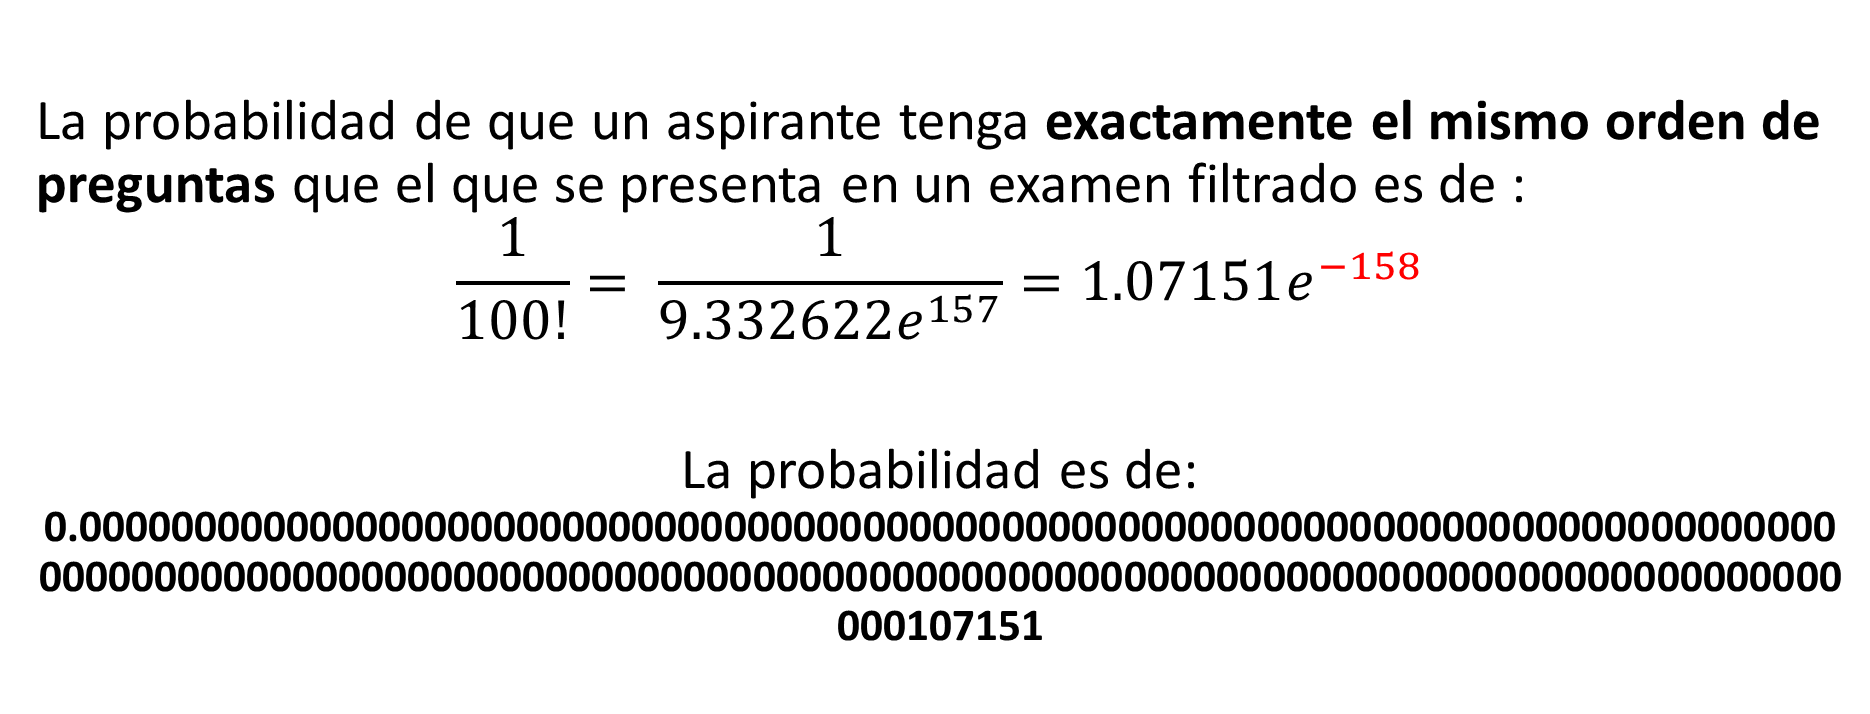 La probabilidad de que un aspirante tenga exactamente el mismo orden de
preguntas que el que se presenta en un examen filtrado es de :
1/100! = 1/9.332622e^157 = 1.07151e^−158
La probabilidad es de:
0.00000000000000000000000000000000000000000000000000000000000000000000000000000
000000000000000000000000000000000000000000000000000000000000000000000000000000
000107151